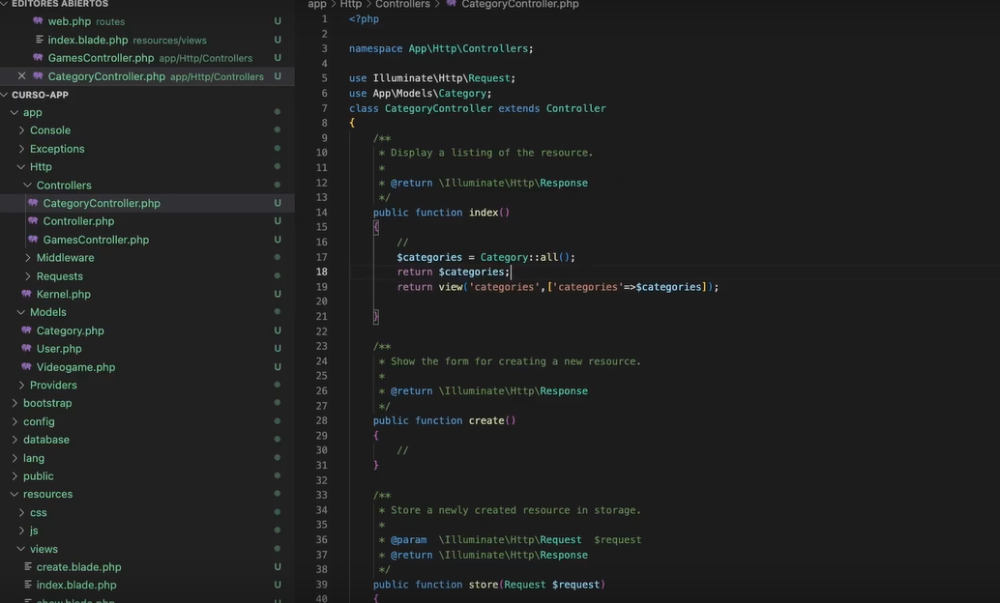 EDITORES ABIERTOS
web.php routes U
index.blade.php resources/views U
GamesController.php app/Http/Controllers U
CategoryController.php app/Http/Controllers U
CURSO-APP
app
Console
Exceptions
Http
Controllers
CategoryController.php U
Controller.php U
GamesController.php U
Middleware
Requests
Kernel.php U
Models
Category.php U
User.php U
Videogame.php U
Providers
bootstrap
config
database
lang
public
resources
css
js
views
create.blade.php U
index.blade.php U
show.blade.php U
app > Http > Controllers > CategoryController.php
1 <?php
2
3 namespace App\Http\Controllers;
4
5 use Illuminate\Http\Request;
6 use App\Models\Category;
7 class CategoryController extends Controller
8 {
9 /**
10 * Display a listing of the resource.
11 *
12 * @return \Illuminate\Http\Response
13 */
14 public function index()
15 {
16 //
17 $categories = Category::all();
18 return $categories;
19 return view('categories',['categories'=>$categories]);
20
21 }
22
23 /**
24 * Show the form for creating a new resource.
25 *
26 * @return \Illuminate\Http\Response
27 */
28 public function create()
29 {
30 //
31 }
32
33 /**
34 * Store a newly created resource in storage.
35 *
36 * @param \Illuminate\Http\Request $request
37 * @return \Illuminate\Http\Response
38 */
39 public function store(Request $request)
40 {